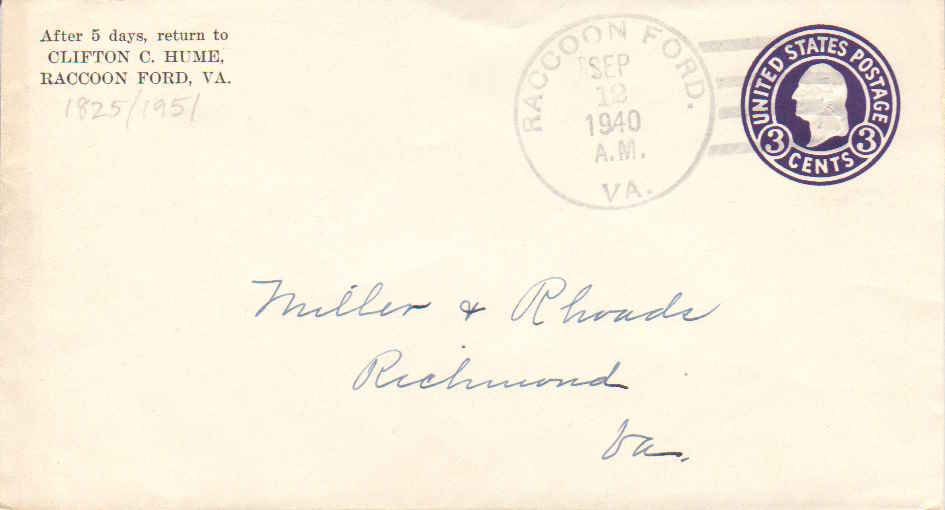 After 5 days, return to
CLIFTON C. HUME,
RACCOON FORD, VA.
1825/1951
RACCOON FORD.
SEP
12
1940
A.M.
VA.
UNITED STATES POSTAGE
3 CENTS 3
Miller & Rhoads
Richmond
Va.